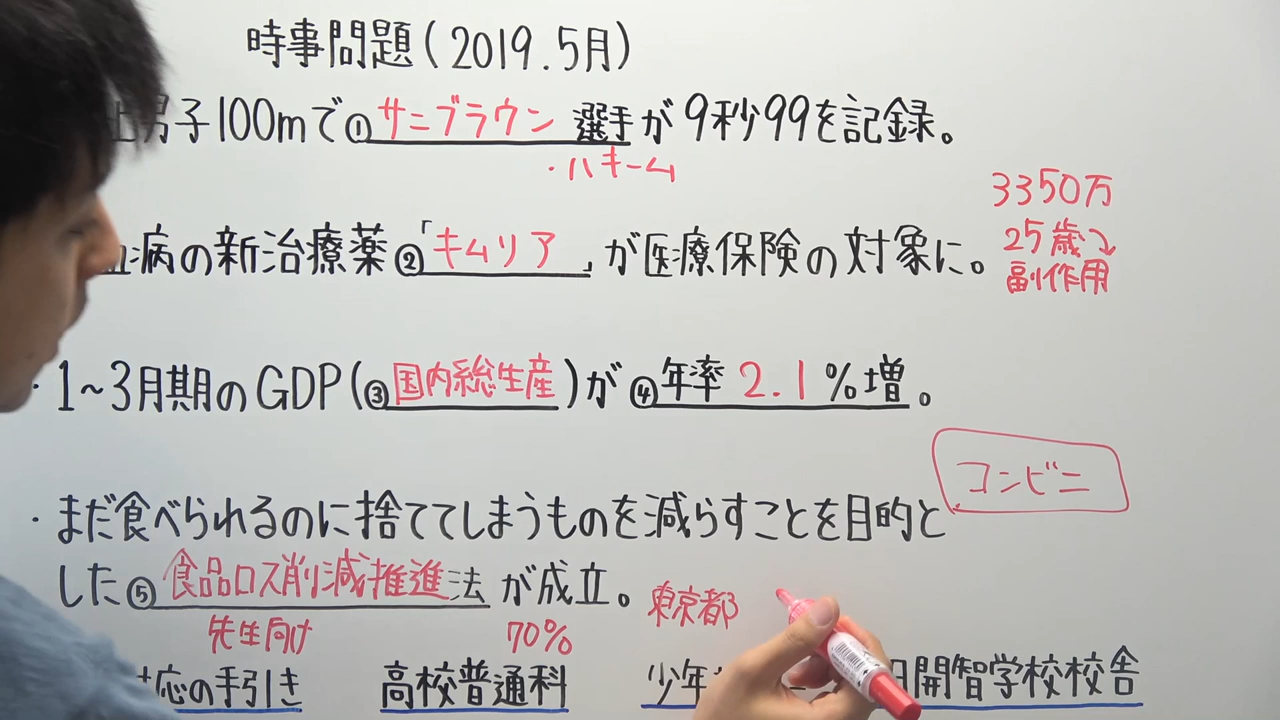 時事問題(2019.5月)
男子100mで①サニブラウン 選手が9秒99を記録。
・ハキーム
3350万
病の新治療薬②「キムリア」が医療保険の対象に。
25歳
副作用
・1~3月期のGDP(③国内総生産)が④年率2.1%増。
コンビニ
・まだ食べられるのに捨ててしまうものを減らすことを目的と
した⑤食品ロス削減推進法が成立。
東京都
先生向け
70%
応の手引き
高校普通科
少年
開智学校校舎